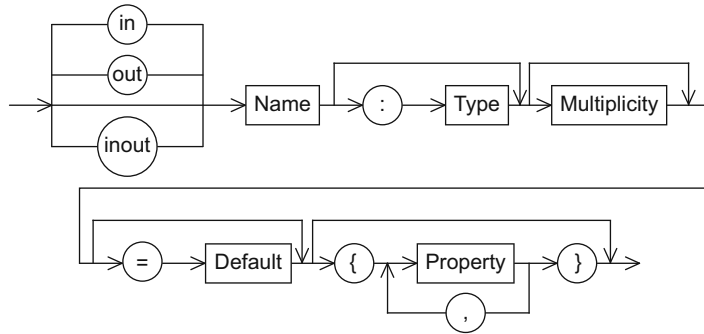 in
out
inout
Name : Type Multiplicity
= Default { Property }
,